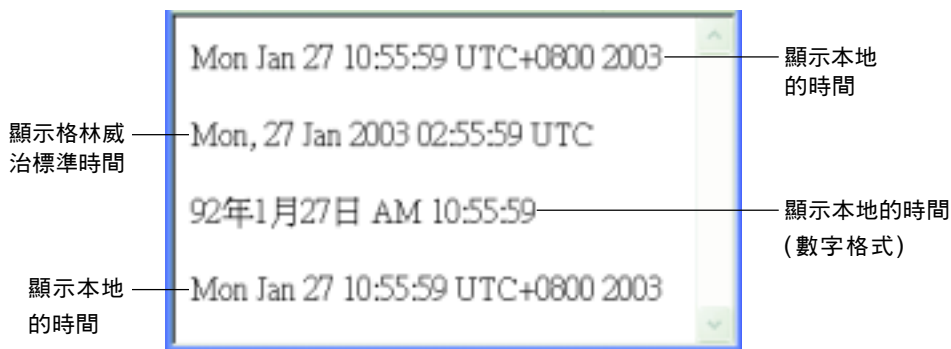 Mon Jan 27 10:55:59 UTC+0800 2003
顯示本地
的時間
顯示格林威
治標準時間
Mon, 27 Jan 2003 02:55:59 UTC
92年1月27日 AM 10:55:59
顯示本地的時間
(數字格式)
顯示本地
的時間
Mon Jan 27 10:55:59 UTC+0800 2003